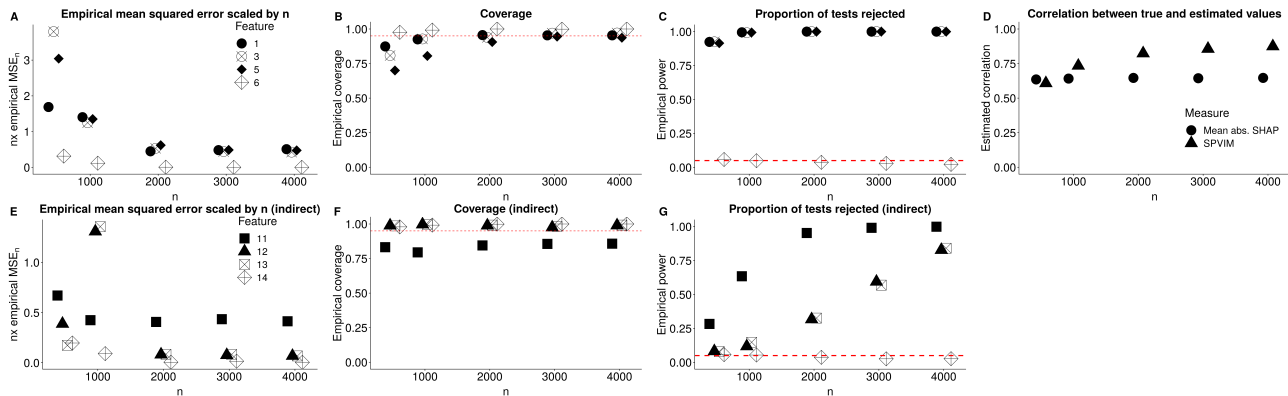 A Empirical mean squared error scaled by n
nx empirical MSEn
3
2
1
0
1000 2000 3000 4000
n
Feature
1
3
5
6
B Coverage
Empirical coverage
1.00
0.75
0.50
0.25
0.00
1000 2000 3000 4000
n
C Proportion of tests rejected
Empirical power
1.00
0.75
0.50
0.25
0.00
1000 2000 3000 4000
n
D Correlation between true and estimated values
Estimated correlation
1.00
0.75
0.50
0.25
0.00
1000 2000 3000 4000
n
Measure
Mean abs. SHAP
SPVIM
E Empirical mean squared error scaled by n (indirect)
nx empirical MSEn
1.0
0.5
0.0
1000 2000 3000 4000
n
Feature
11
12
13
14
F Coverage (indirect)
Empirical coverage
1.00
0.75
0.50
0.25
0.00
1000 2000 3000 4000
n
G Proportion of tests rejected (indirect)
Empirical power
1.00
0.75
0.50
0.25
0.00
1000 2000 3000 4000
n